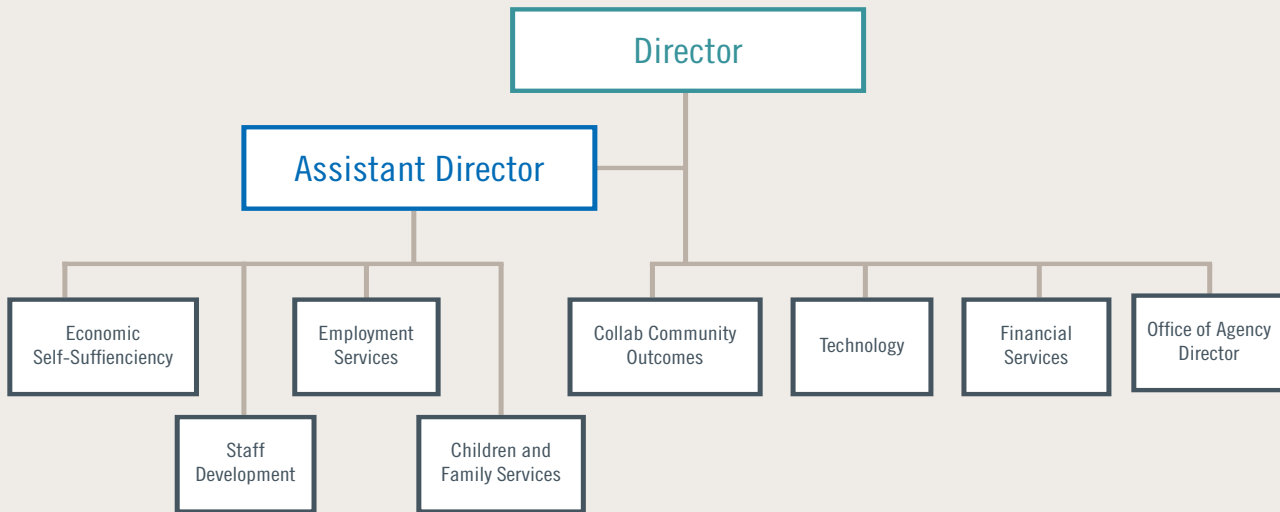 Director
Assistant Director
Economic
Self-Suffienciency
Employment
Services
Collab Community
Outcomes
Technology
Financial
Services
Office of Agency
Director
Staff
Development
Children and
Family Services